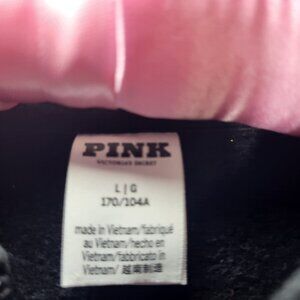 PINK
VICTORIA'S SECRET
L | G
170/104A
made in Vietnam/fabriqué
au Vietnam/hecho en
Vietnam/fabbricato in
Vietnam/ 越南制造